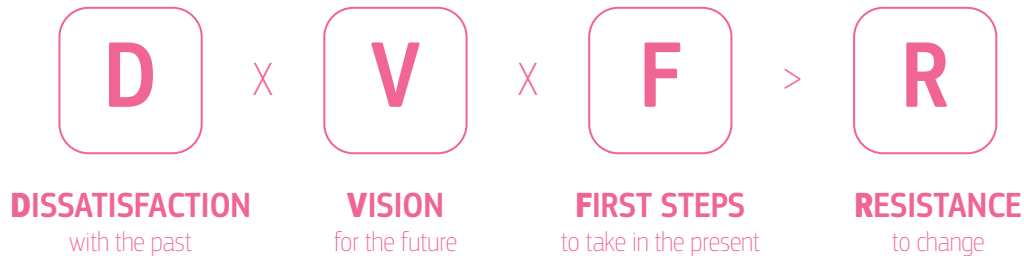 D X V X F > R
DISSATISFACTION VISION FIRST STEPS RESISTANCE
with the past for the future to take in the present to change